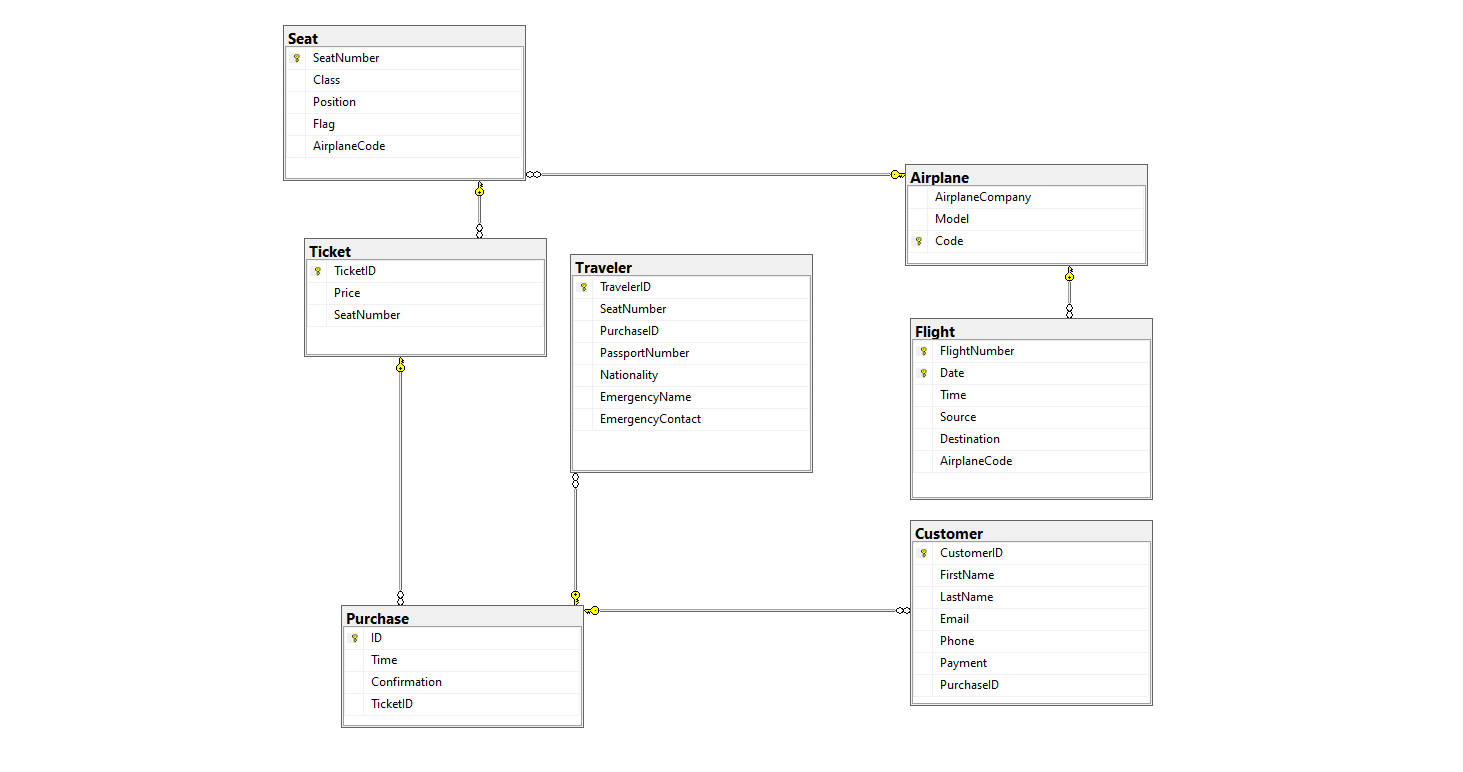 Seat
SeatNumber
Class
Position
Flag
AirplaneCode
Airplane
AirplaneCompany
Model
Code
Ticket
TicketID
Price
SeatNumber
Traveler
TravelerID
SeatNumber
PurchaseID
PassportNumber
Nationality
EmergencyName
EmergencyContact
Flight
FlightNumber
Date
Time
Source
Destination
AirplaneCode
Customer
CustomerID
FirstName
LastName
Email
Phone
Payment
PurchaseID
Purchase
ID
Time
Confirmation
TicketID